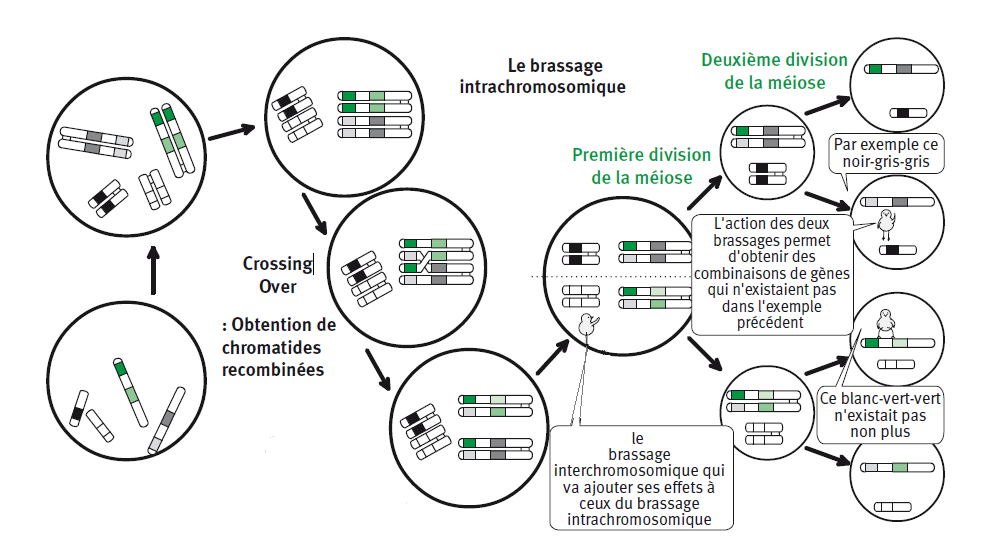 Le brassage
intrachromosomique
Deuxième division
de la méiose
Première division
de la méiose
Par exemple ce
noir-gris-gris
L'action des deux
brassages permet
d'obtenir des
combinaisons de gènes
qui n'existaient pas
dans l'exemple
précédent
Crossing
Over
: Obtention de
chromatides
recombinées
Ce blanc-vert-vert
n'existait pas
non plus
le
brassage
interchromosomique qui
va ajouter ses effets à
ceux du brassage
intrachromosomique